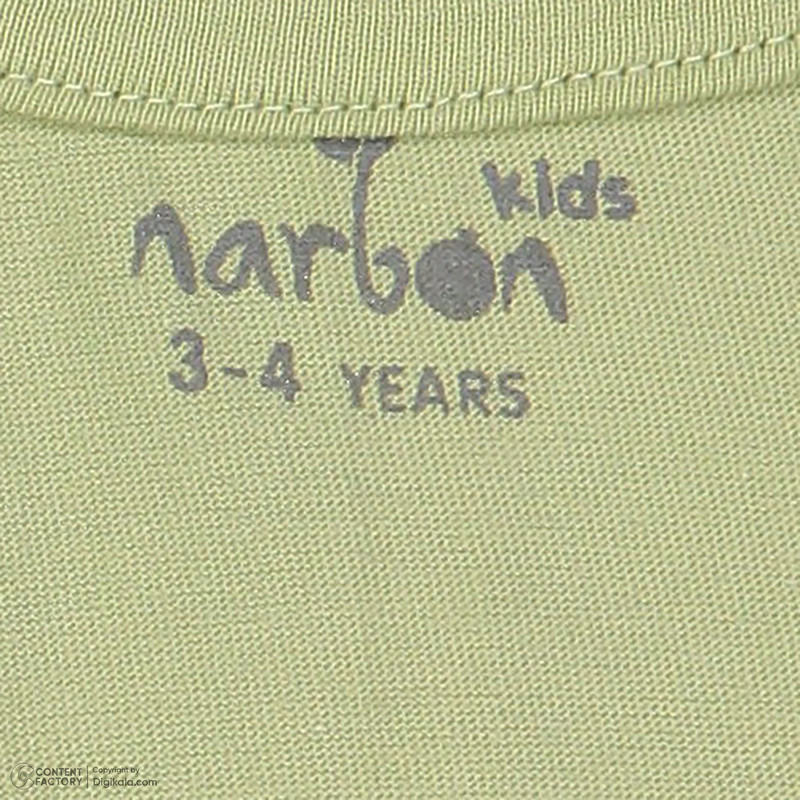 narbon kids
3-4 YEARS
CONTENT FACTORY
Copyright by
Digikala.com